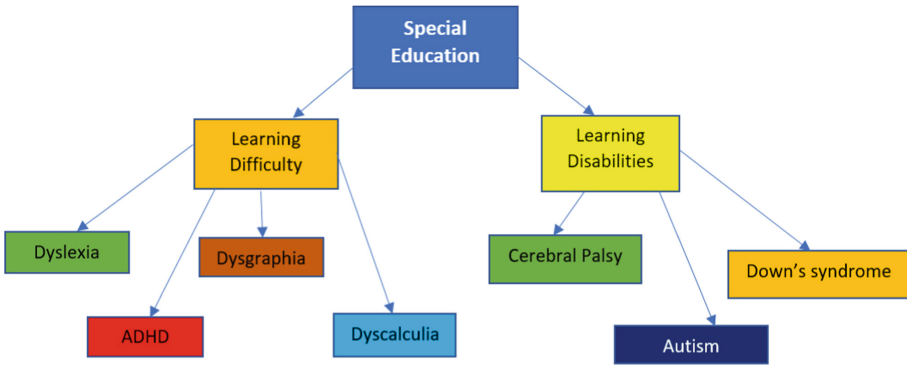 Special
Education
Learning
Difficulty
Learning
Disabilities
Dyslexia
Dysgraphia
Cerebral Palsy
Down's syndrome
ADHD
Dyscalculia
Autism